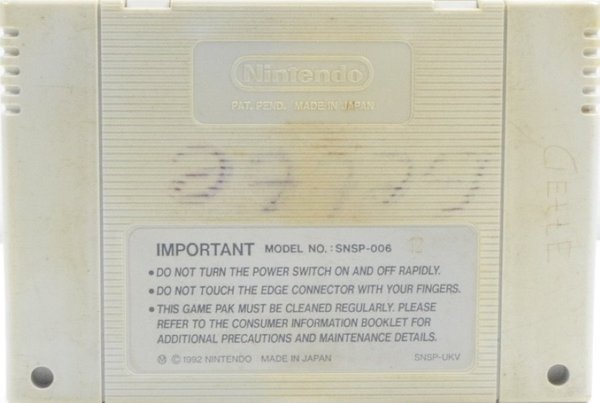 Nintendo
PAT. PEND. MADE IN JAPAN
IMPORTANT MODEL NO. : SNSP-006
• DO NOT TURN THE POWER SWITCH ON AND OFF RAPIDLY.
• DO NOT TOUCH THE EDGE CONNECTOR WITH YOUR FINGERS.
• THIS GAME PAK MUST BE CLEANED REGULARLY. PLEASE
REFER TO THE CONSUMER INFORMATION BOOKLET FOR
ADDITIONAL PRECAUTIONS AND MAINTENANCE DETAILS.
Ⓜ © 1992 NINTENDO MADE IN JAPAN SNSP-UKV